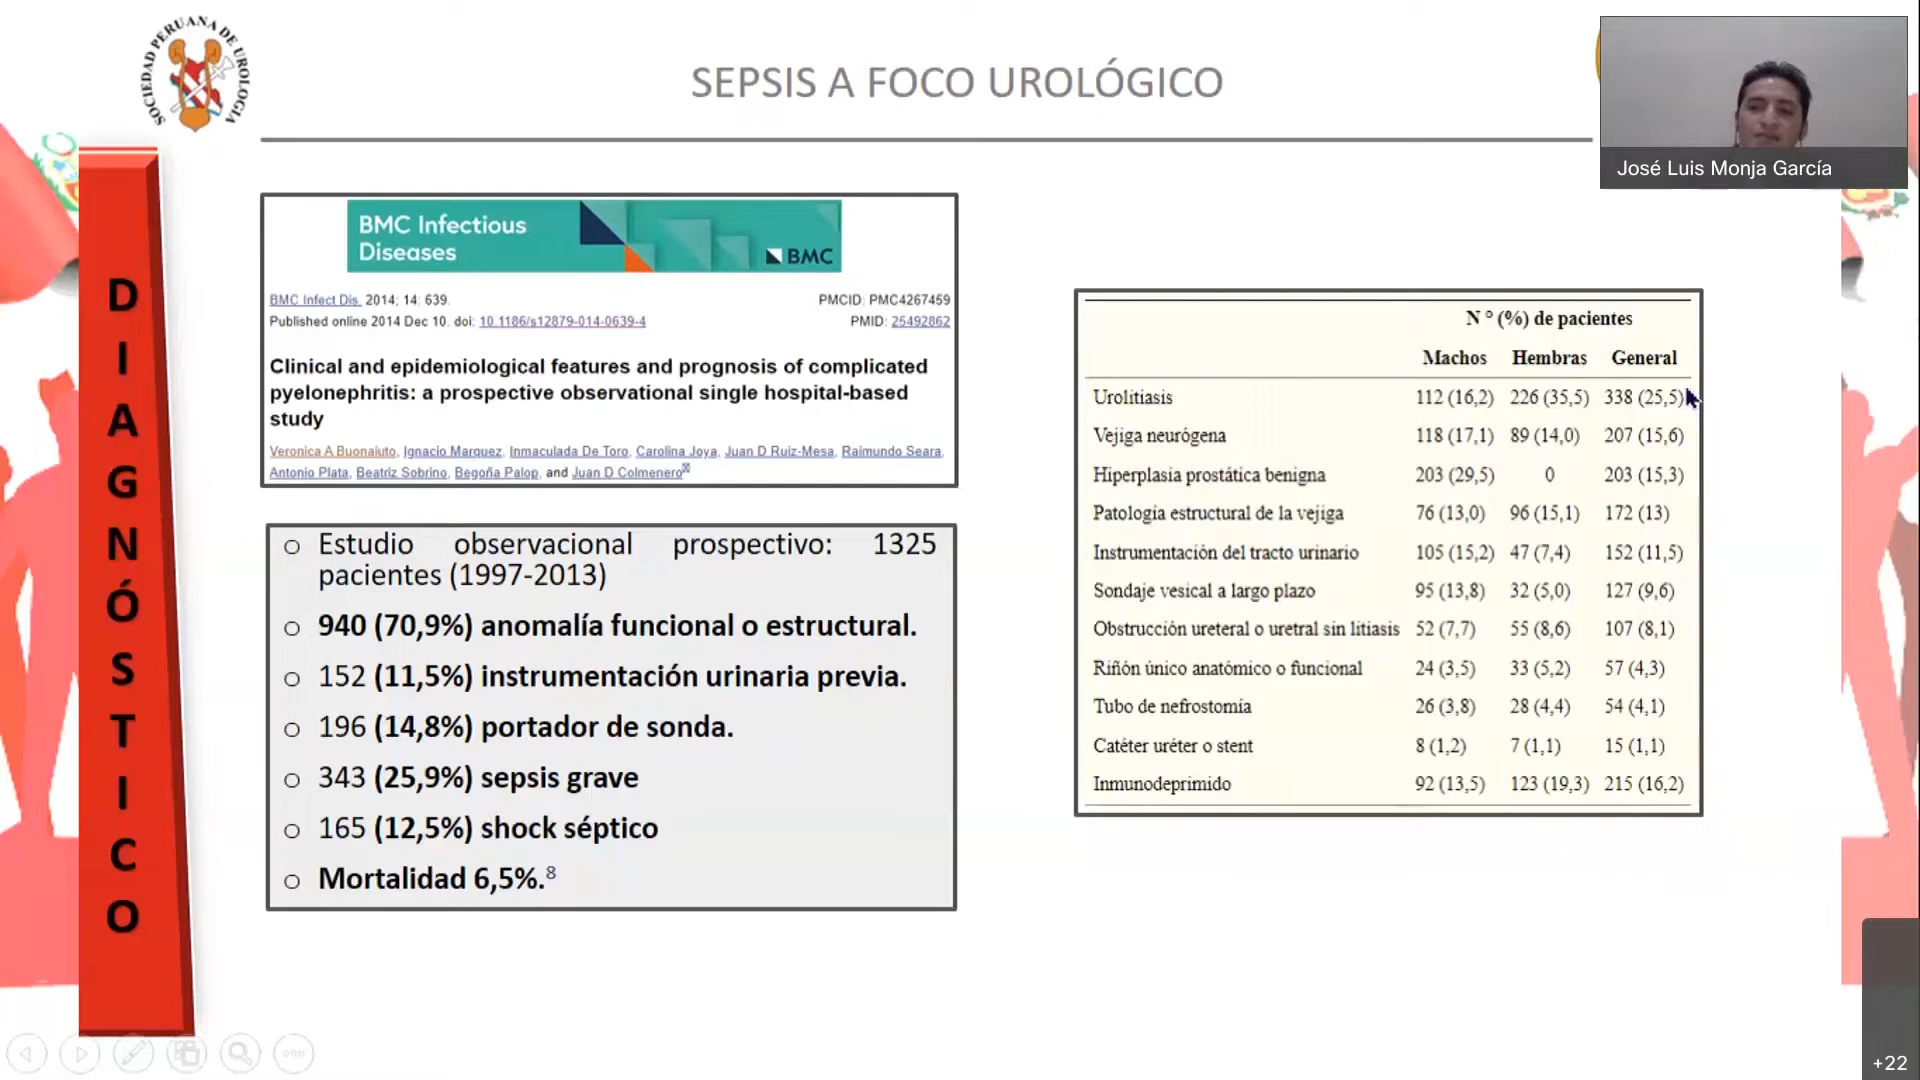 SOCIEDAD PERUANA DE UROLOGÍA
SEPSIS A FOCO UROLÓGICO
José Luis Monja García
DIAGNÓSTICO
BMC Infectious
Diseases
BMC
BMC Infect Dis. 2014; 14: 639.
PMCID: PMC4267459
Published online 2014 Dec 10. doi: 10.1186/s12879-014-0639-4
PMID: 25492862
Clinical and epidemiological features and prognosis of complicated
pyelonephritis: a prospective observational single hospital-based
study
Veronica A Buonaiuto, Ignacio Marquez, Inmaculada De Toro, Carolina Joya, Juan D Ruiz-Mesa, Raimundo Seara,
Antonio Plata, Beatriz Sobrino, Begoña Palop, and Juan D Colmenero
o Estudio observacional prospectivo: 1325
pacientes (1997-2013)
o 940 (70,9%) anomalía funcional o estructural.
o 152 (11,5%) instrumentación urinaria previa.
o 196 (14,8%) portador de sonda.
o 343 (25,9%) sepsis grave
o 165 (12,5%) shock séptico
o Mortalidad 6,5%.8
N ° (%) de pacientes
Machos Hembras General
Urolitiasis 112 (16,2) 226 (35,5) 338 (25,5)
Vejiga neurógena 118 (17,1) 89 (14,0) 207 (15,6)
Hiperplasia prostática benigna 203 (29,5) 0 203 (15,3)
Patología estructural de la vejiga 76 (13,0) 96 (15,1) 172 (13)
Instrumentación del tracto urinario 105 (15,2) 47 (7,4) 152 (11,5)
Sondaje vesical a largo plazo 95 (13,8) 32 (5,0) 127 (9,6)
Obstrucción ureteral o uretral sin litiasis 52 (7,7) 55 (8,6) 107 (8,1)
Riñón único anatómico o funcional 24 (3,5) 33 (5,2) 57 (4,3)
Tubo de nefrostomía 26 (3,8) 28 (4,4) 54 (4,1)
Catéter uréter o stent 8 (1,2) 7 (1,1) 15 (1,1)
Inmunodeprimido 92 (13,5) 123 (19,3) 215 (16,2)
+22